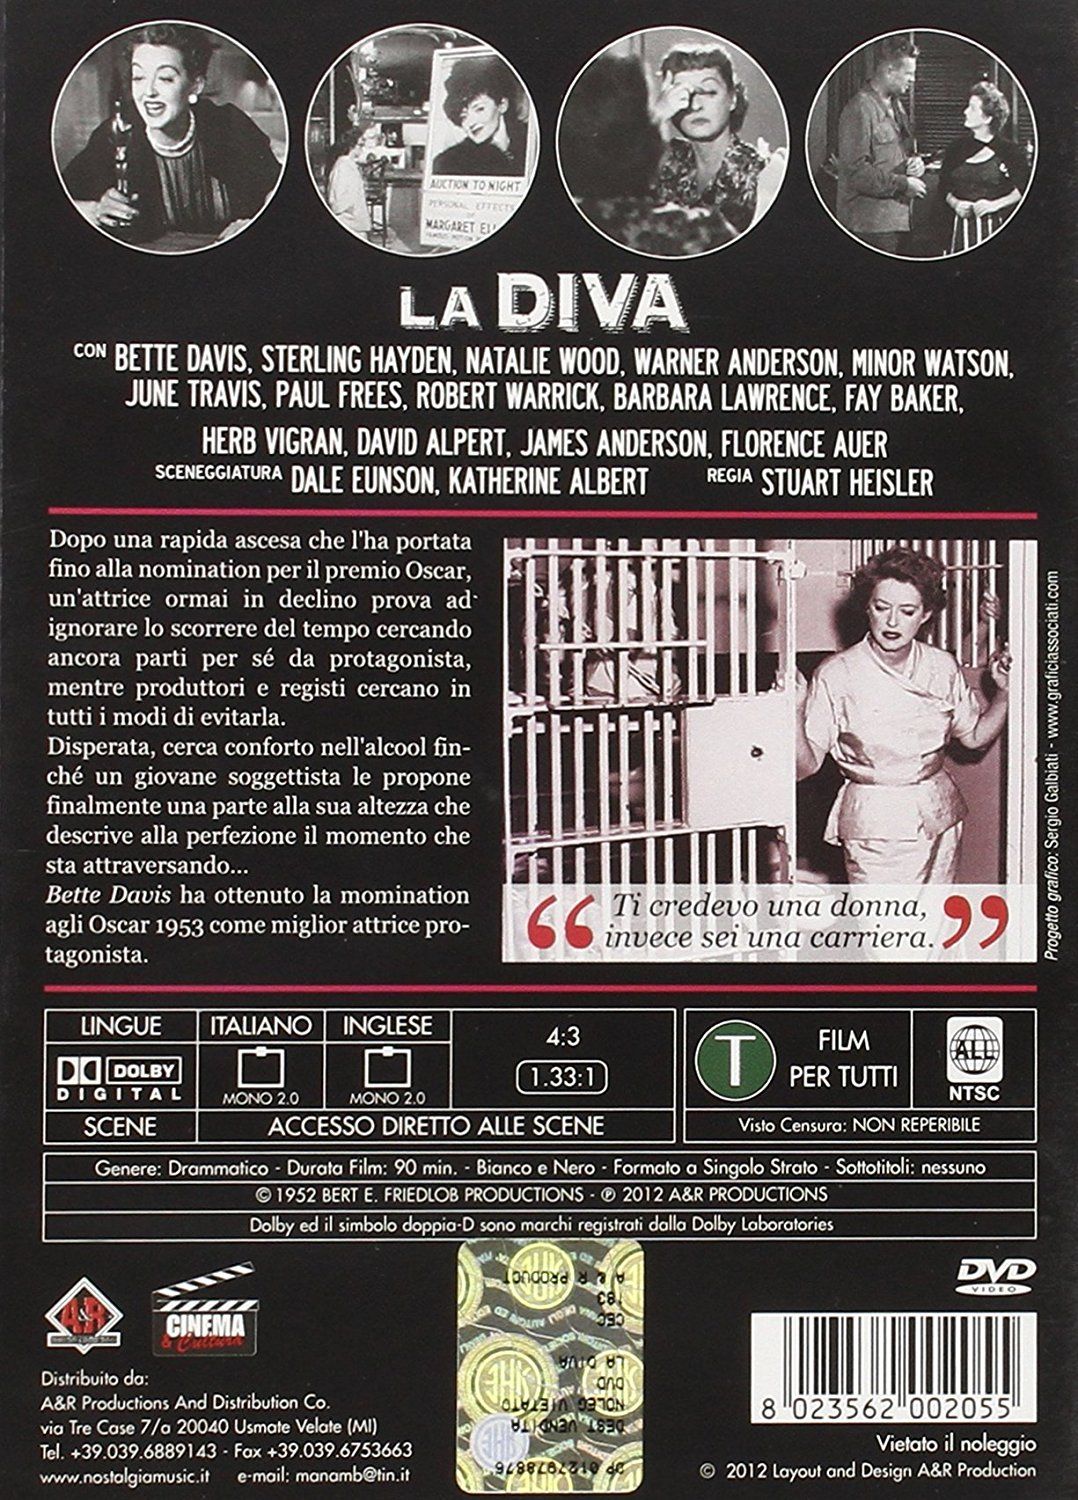 AUCTION TO NIGHT
PERSONAL EFFECTS
OF
MARGARET ELL
LA DIVA
CON BETTE DAVIS, STERLING HAYDEN, NATALIE WOOD, WARNER ANDERSON, MINOR WATSON,
JUNE TRAVIS, PAUL FREES, ROBERT WARRICK, BARBARA LAWRENCE, FAY BAKER,
HERB VIGRAN, DAVID ALPERT, JAMES ANDERSON, FLORENCE AUER
SCENEGGIATURA DALE EUNSON, KATHERINE ALBERT REGIA STUART HEISLER
Dopo una rapida ascesa che l'ha portata
fino alla nomination per il premio Oscar,
un'attrice ormai in declino prova ad
ignorare lo scorrere del tempo cercando
ancora parti per sé da protagonista,
mentre produttori e registi cercano in
tutti i modi di evitarla.
Disperata, cerca conforto nell'alcool fin-
ché un giovane soggettista le propone
finalmente una parte alla sua altezza che
descrive alla perfezione il momento che
sta attraversando...
Bette Davis ha ottenuto la momination
agli Oscar 1953 come miglior attrice pro-
tagonista.
“Ti credevo una donna,
invece sei una carriera.”
Progetto grafico: Sergio Galbiati - www.graficiassociati.com
LINGUE ITALIANO INGLESE
DOLBY
DIGITAL
MONO 2.0 MONO 2.0
4:3
1.33:1
SCENE ACCESSO DIRETTO ALLE SCENE
T FILM
PER TUTTI
ALL
NTSC
Visto Censura: NON REPERIBILE
Genere: Drammatico - Durata Film: 90 min. - Bianco e Nero - Formato a Singolo Strato - Sottotitoli: nessuno
© 1952 BERT E. FRIEDLOB PRODUCTIONS - ℗ 2012 A&R PRODUCTIONS
Dolby ed il simbolo doppia-D sono marchi registrati dalla Dolby Laboratories
A&R
CINEMA
& Cultura
Distribuito da:
A&R Productions And Distribution Co.
via Tre Case 7/a 20040 Usmate Velate (MI)
Tel. +39.039.6889143 - Fax +39.039.6753663
www.nostalgiamusic.it e-mail: manamb@tin.it
DP 0127978876
DEST. VENDITA
NOLEG VIETATO
DVD
LA DIVA
CEC
183
A & R PRODUCT
DVD
VIDEO
8 023562 002055
Vietato il noleggio
© 2012 Layout and Design A&R Production